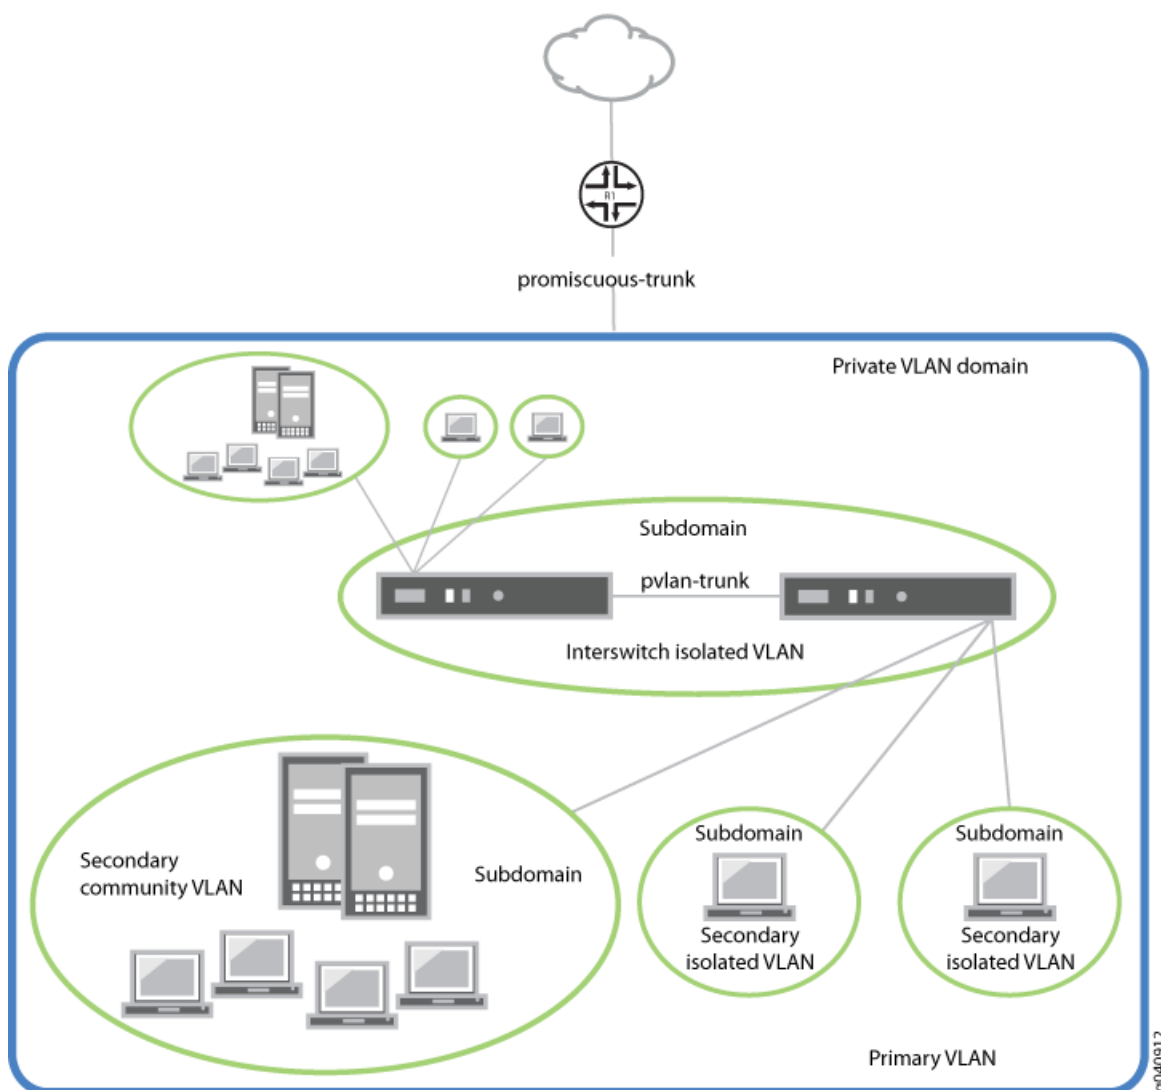 R1
promiscuous-trunk
Private VLAN domain
Subdomain
pvlan-trunk
Interswitch isolated VLAN
Secondary
community VLAN
Subdomain
Subdomain
Secondary
isolated VLAN
Subdomain
Secondary
isolated VLAN
Primary VLAN